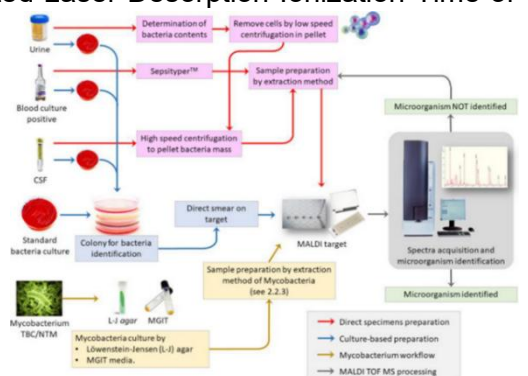 Laser Desorption Ionization Time
Determination of
bacteria contents
Remove cells by low speed
centrifugation in pellet
Urine
Sepsityper™
Sample preparation
by extraction method
Blood culture
positive
Microorganism NOT identified
High speed centrifugation
to pellet bacteria mass
CSF
Direct smear on
target
Standard
bacteria culture
Colony for bacteria
identification
MALDI target
Spectra acquisition and
microorganism identification
Sample preparation by extraction
method of Mycobacteria
(see 2.2.3)
Microorganism identified
Mycobacterium
TBC/NTM
L-J agar
MGIT
Mycobacteria culture by
• Löwenstein-Jensen (L-J) agar
• MGIT media.
Direct specimens preparation
Culture-based preparation
Mycobacterium workflow
MALDI TOF MS processing